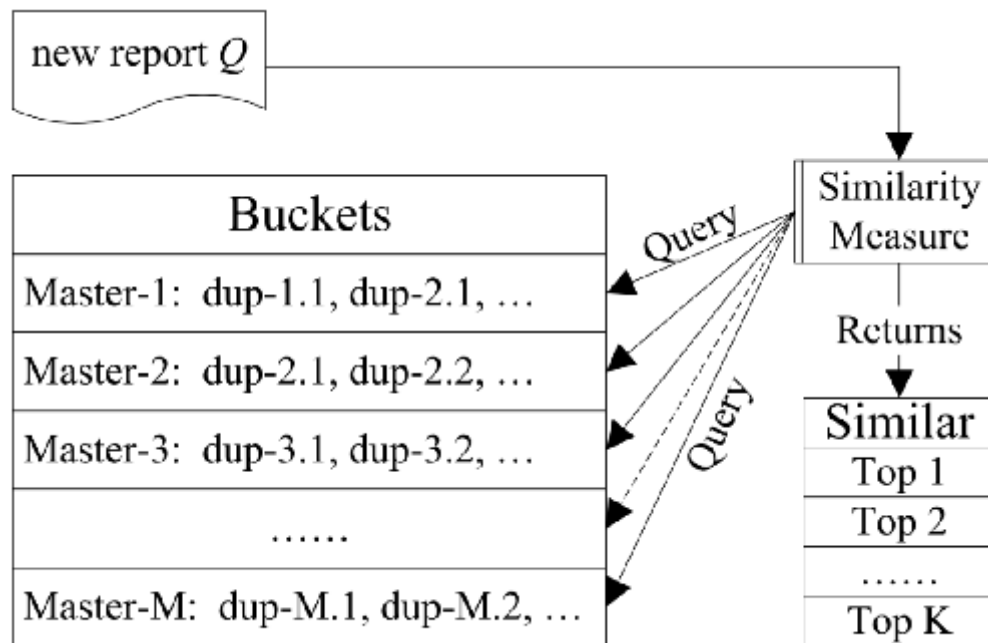 new report Q
Similarity
Measure
Buckets
Query
Master-1: dup-1.1, dup-2.1, …
Master-2: dup-2.1, dup-2.2, …
Master-3: dup-3.1, dup-3.2, …
……
Master-M: dup-M.1, dup-M.2, …
Query
Returns
Similar
Top 1
Top 2
……
Top K